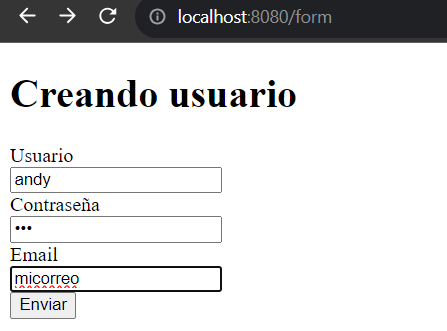 localhost:8080/form
Creando usuario
Usuario
andy
Contraseña
•••
Email
micorreo
Enviar